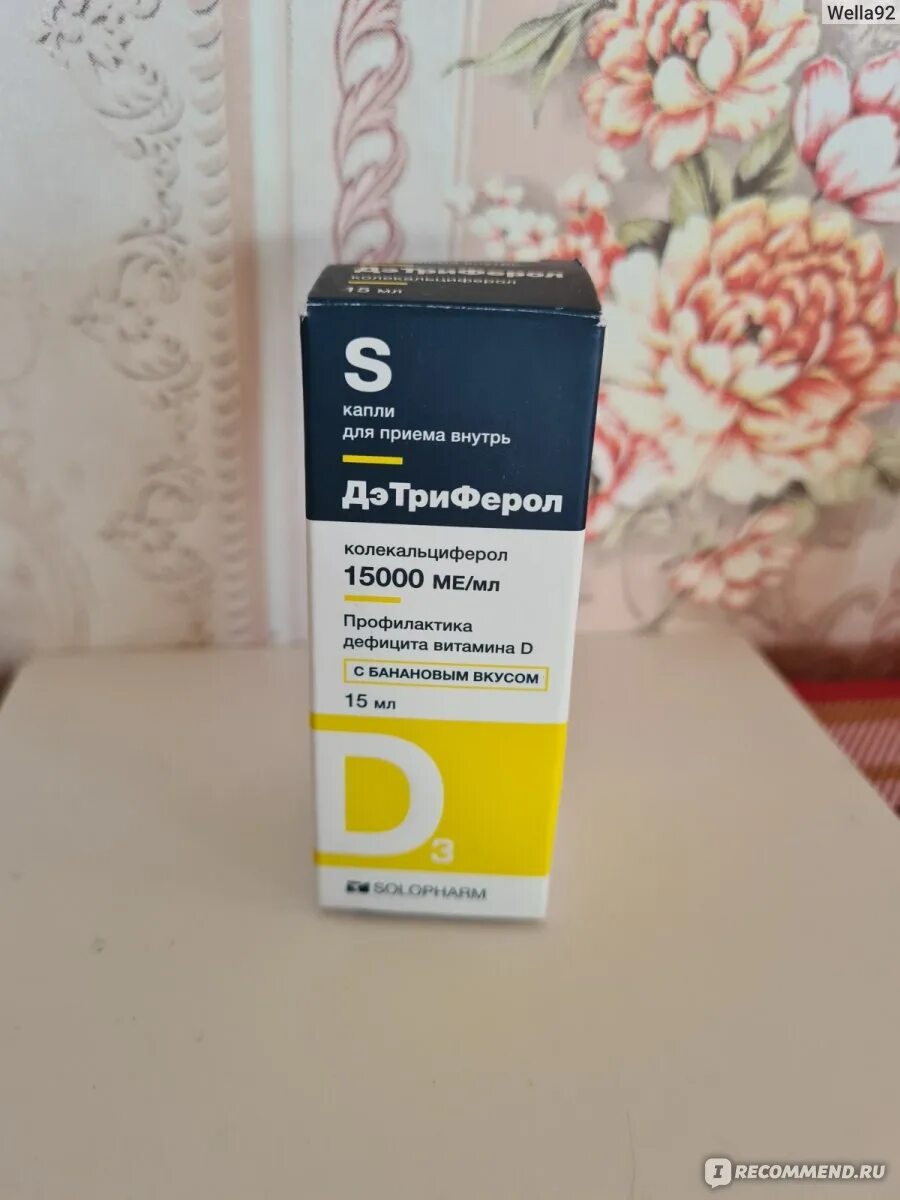 Wella92
ДэТриФерол
колекальциферол
15 мл
S
капли
для приема внутрь
ДэТриФерол
колекальциферол
15000 МЕ/мл
Профилактика
дефицита витамина D
С БАНАНОВЫМ ВКУСОМ
15 мл
D3
SOLOPHARM
I RECOMMEND.RU